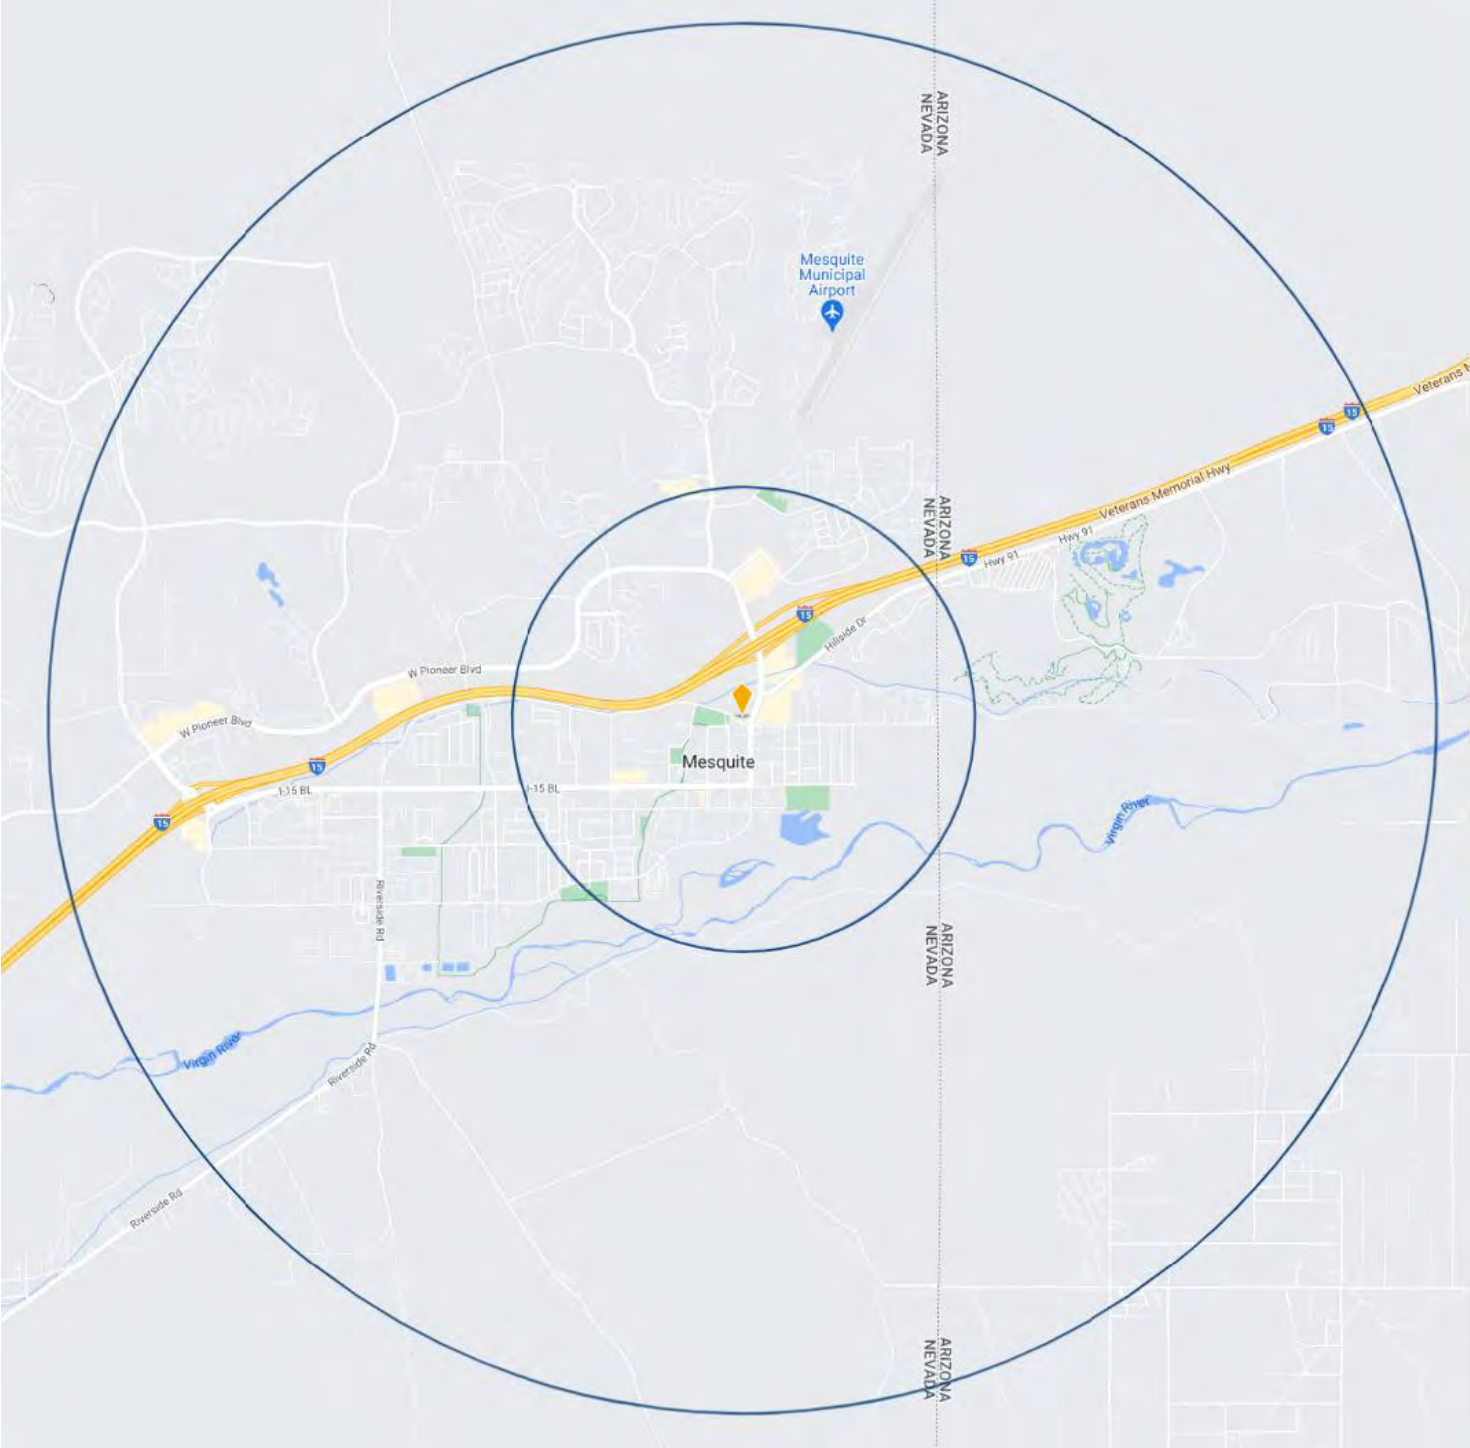 ARIZONA
NEVADA
Mesquite
Municipal
Airport
Veterans
15
15
Veterans Memorial Hwy
ARIZONA
NEVADA
Hwy 91
15
Hwy 91
15
Hillside Dr
W Pioneer Blvd
W Pioneer Blvd
Mesquite
15
I-15 BL
I-15 BL
15
Virgin River
Riverside Rd
ARIZONA
NEVADA
Virgin River
Riverside Rd
Riverside Rd
ARIZONA
NEVADA